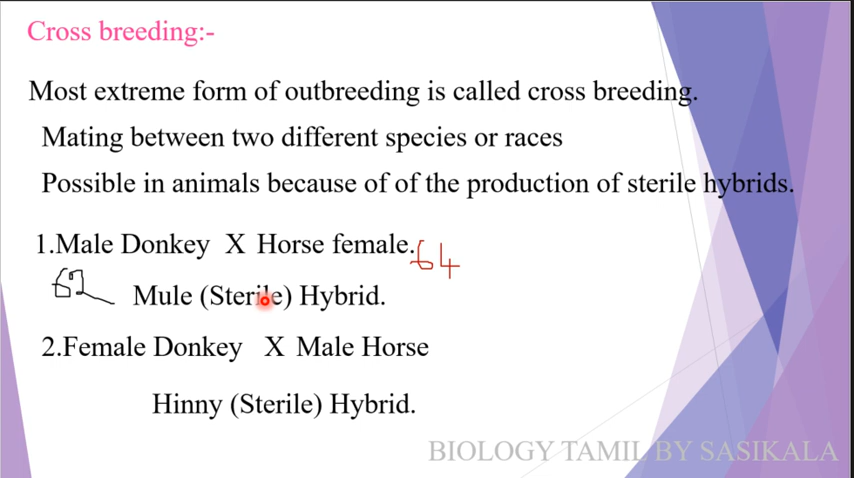 Cross breeding:-
Most extreme form of outbreeding is called cross breeding.
Mating between two different species or races
Possible in animals because of of the production of sterile hybrids.
1.Male Donkey X Horse female. 64
62
Mule (Sterile) Hybrid.
2.Female Donkey X Male Horse
Hinny (Sterile) Hybrid.
BIOLOGY TAMIL BY SASIKALA